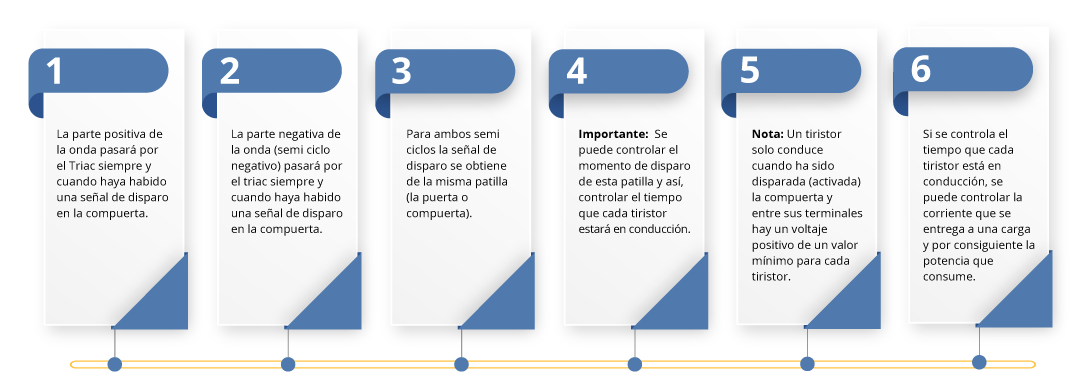 1
La parte positiva de
la onda pasará por
el Triac siempre y
cuando haya habido
una señal de disparo
en la compuerta.
2
La parte negativa de
la onda (semi ciclo
negativo) pasará por
el triac siempre y
cuando haya habido
una señal de disparo
en la compuerta.
3
Para ambos semi
ciclos la señal de
disparo se obtiene
de la misma patilla
(la puerta o
compuerta).
4
Importante: Se
puede controlar el
momento de disparo
de esta patilla y así,
controlar el tiempo
que cada tiristor
estará en conducción.
5
Nota: Un tiristor
solo conduce
cuando ha sido
disparada (activada)
la compuerta y
entre sus terminales
hay un voltaje
positivo de un valor
mínimo para cada
tiristor.
6
Si se controla el
tiempo que cada
tiristor está en
conducción, se
puede controlar la
corriente que se
entrega a una carga
y por consiguiente la
potencia que
consume.